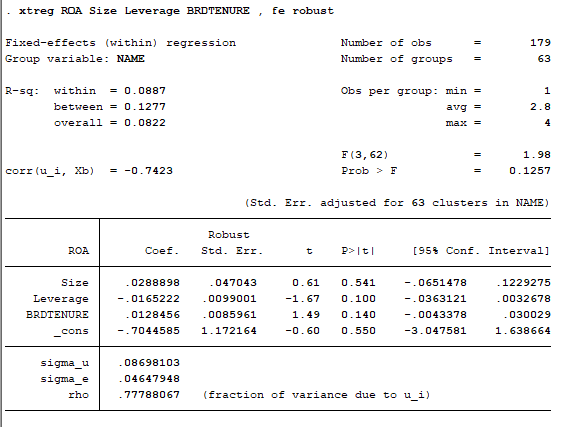 . xtreg ROA Size Leverage BRDTENURE , fe robust
Fixed-effects (within) regression Number of obs = 179
Group variable: NAME Number of groups = 63
R-sq: within = 0.0887 Obs per group: min = 1
between = 0.1277 avg = 2.8
overall = 0.0822 max = 4
F(3,62) = 1.98
corr(u_i, Xb) = -0.7423 Prob > F = 0.1257
(Std. Err. adjusted for 63 clusters in NAME)
Robust
ROA Coef. Std. Err. t P>|t| [95% Conf. Interval]
Size .0288898 .047043 0.61 0.541 -.0651478 .1229275
Leverage -.0165222 .0099001 -1.67 0.100 -.0363121 .0032678
BRDTENURE .0128456 .0085961 1.49 0.140 -.0043378 .030029
_cons -.7044585 1.172164 -0.60 0.550 -3.047581 1.638664
sigma_u .08698103
sigma_e .04647948
rho .77788067 (fraction of variance due to u_i)